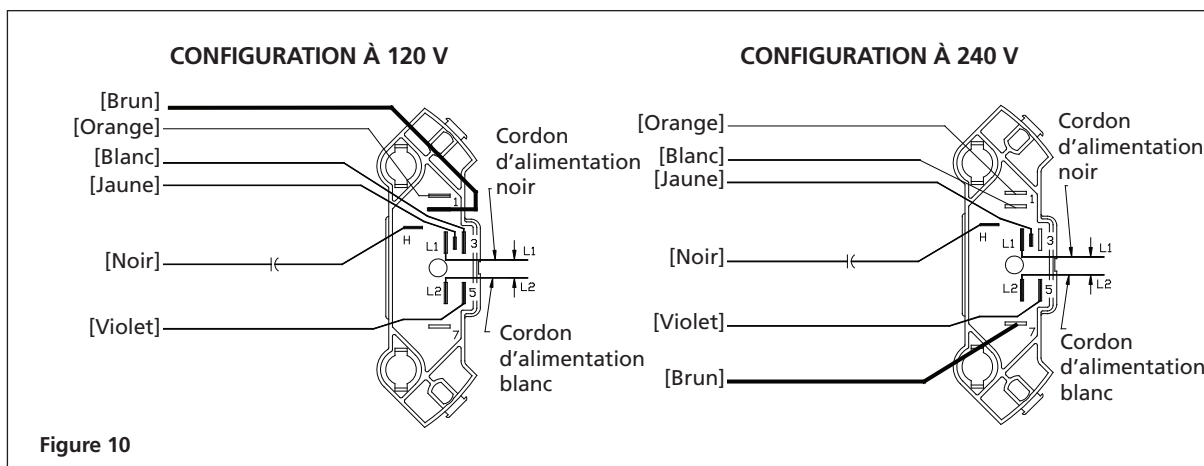 CONFIGURATION À 120 V
[Brun]
[Orange]
[Blanc]
[Jaune]
[Noir]
[Violet]
Cordon
d'alimentation
noir
1
H
L1
3
L1
L2
L2
5
7
Cordon
d'alimentation
blanc
CONFIGURATION À 240 V
[Orange]
[Blanc]
[Jaune]
[Noir]
[Violet]
[Brun]
Cordon
d'alimentation
noir
1
H
L1
3
L1
L2
L2
5
7
Cordon
d'alimentation
blanc
Figure 10